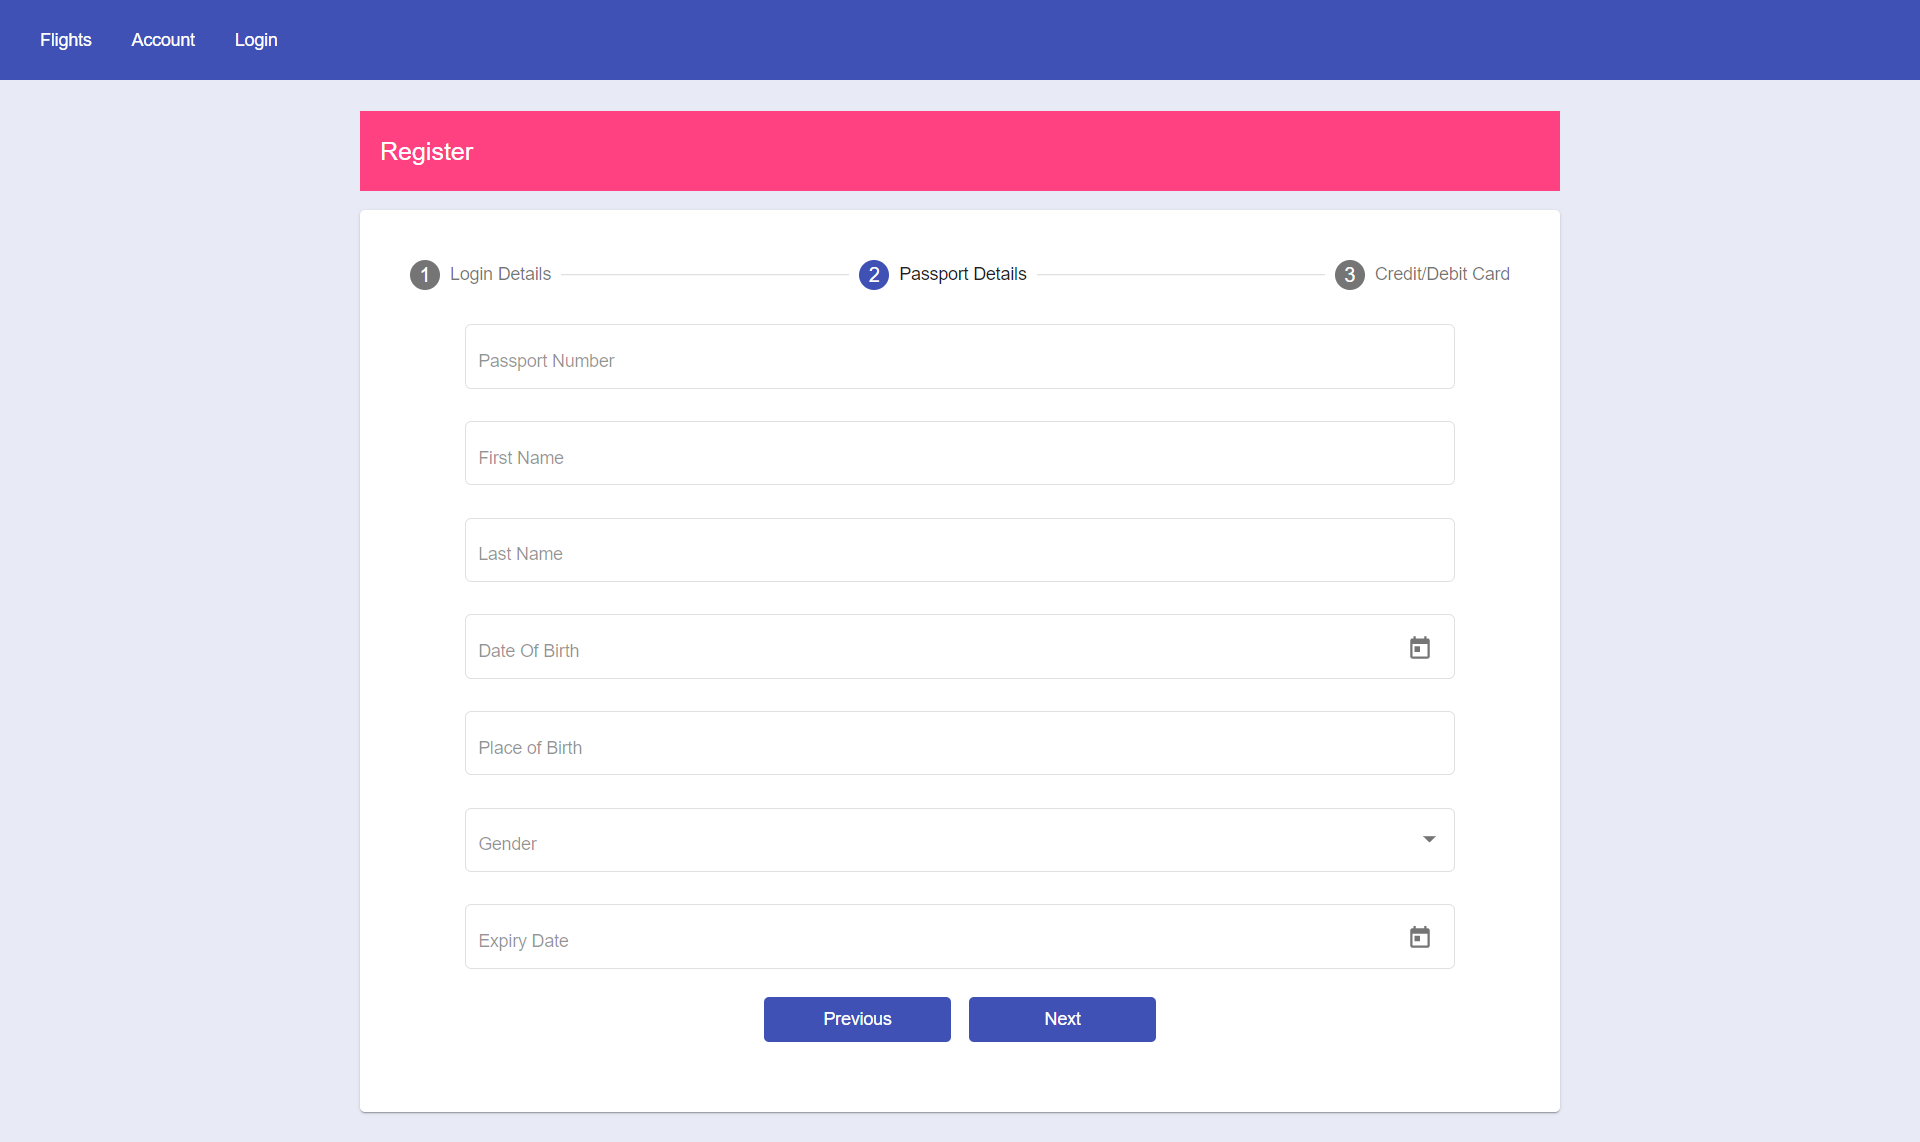 Flights Account Login
Register
1 Login Details 2 Passport Details 3 Credit/Debit Card
Passport Number
First Name
Last Name
Date Of Birth
Place of Birth
Gender
Expiry Date
Previous Next